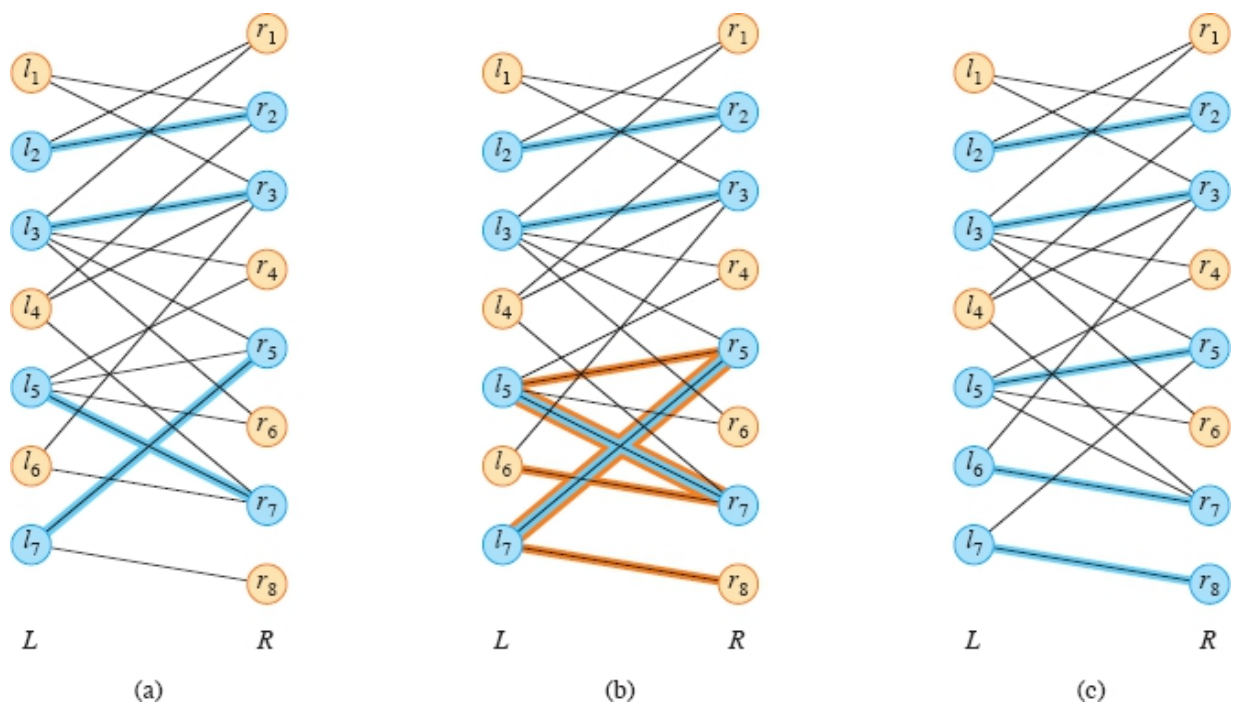 r1 r1 r1
l1 l1 l1
r2 r2 r2
l2 l2 l2
r3 r3 r3
l3 l3 l3
r4 r4 r4
l4 l4 l4
r5 r5 r5
l5 l5 l5
r6 r6 r6
l6 l6 l6
r7 r7 r7
l7 l7 l7
r8 r8 r8
L R L R L R
(a) (b) (c)